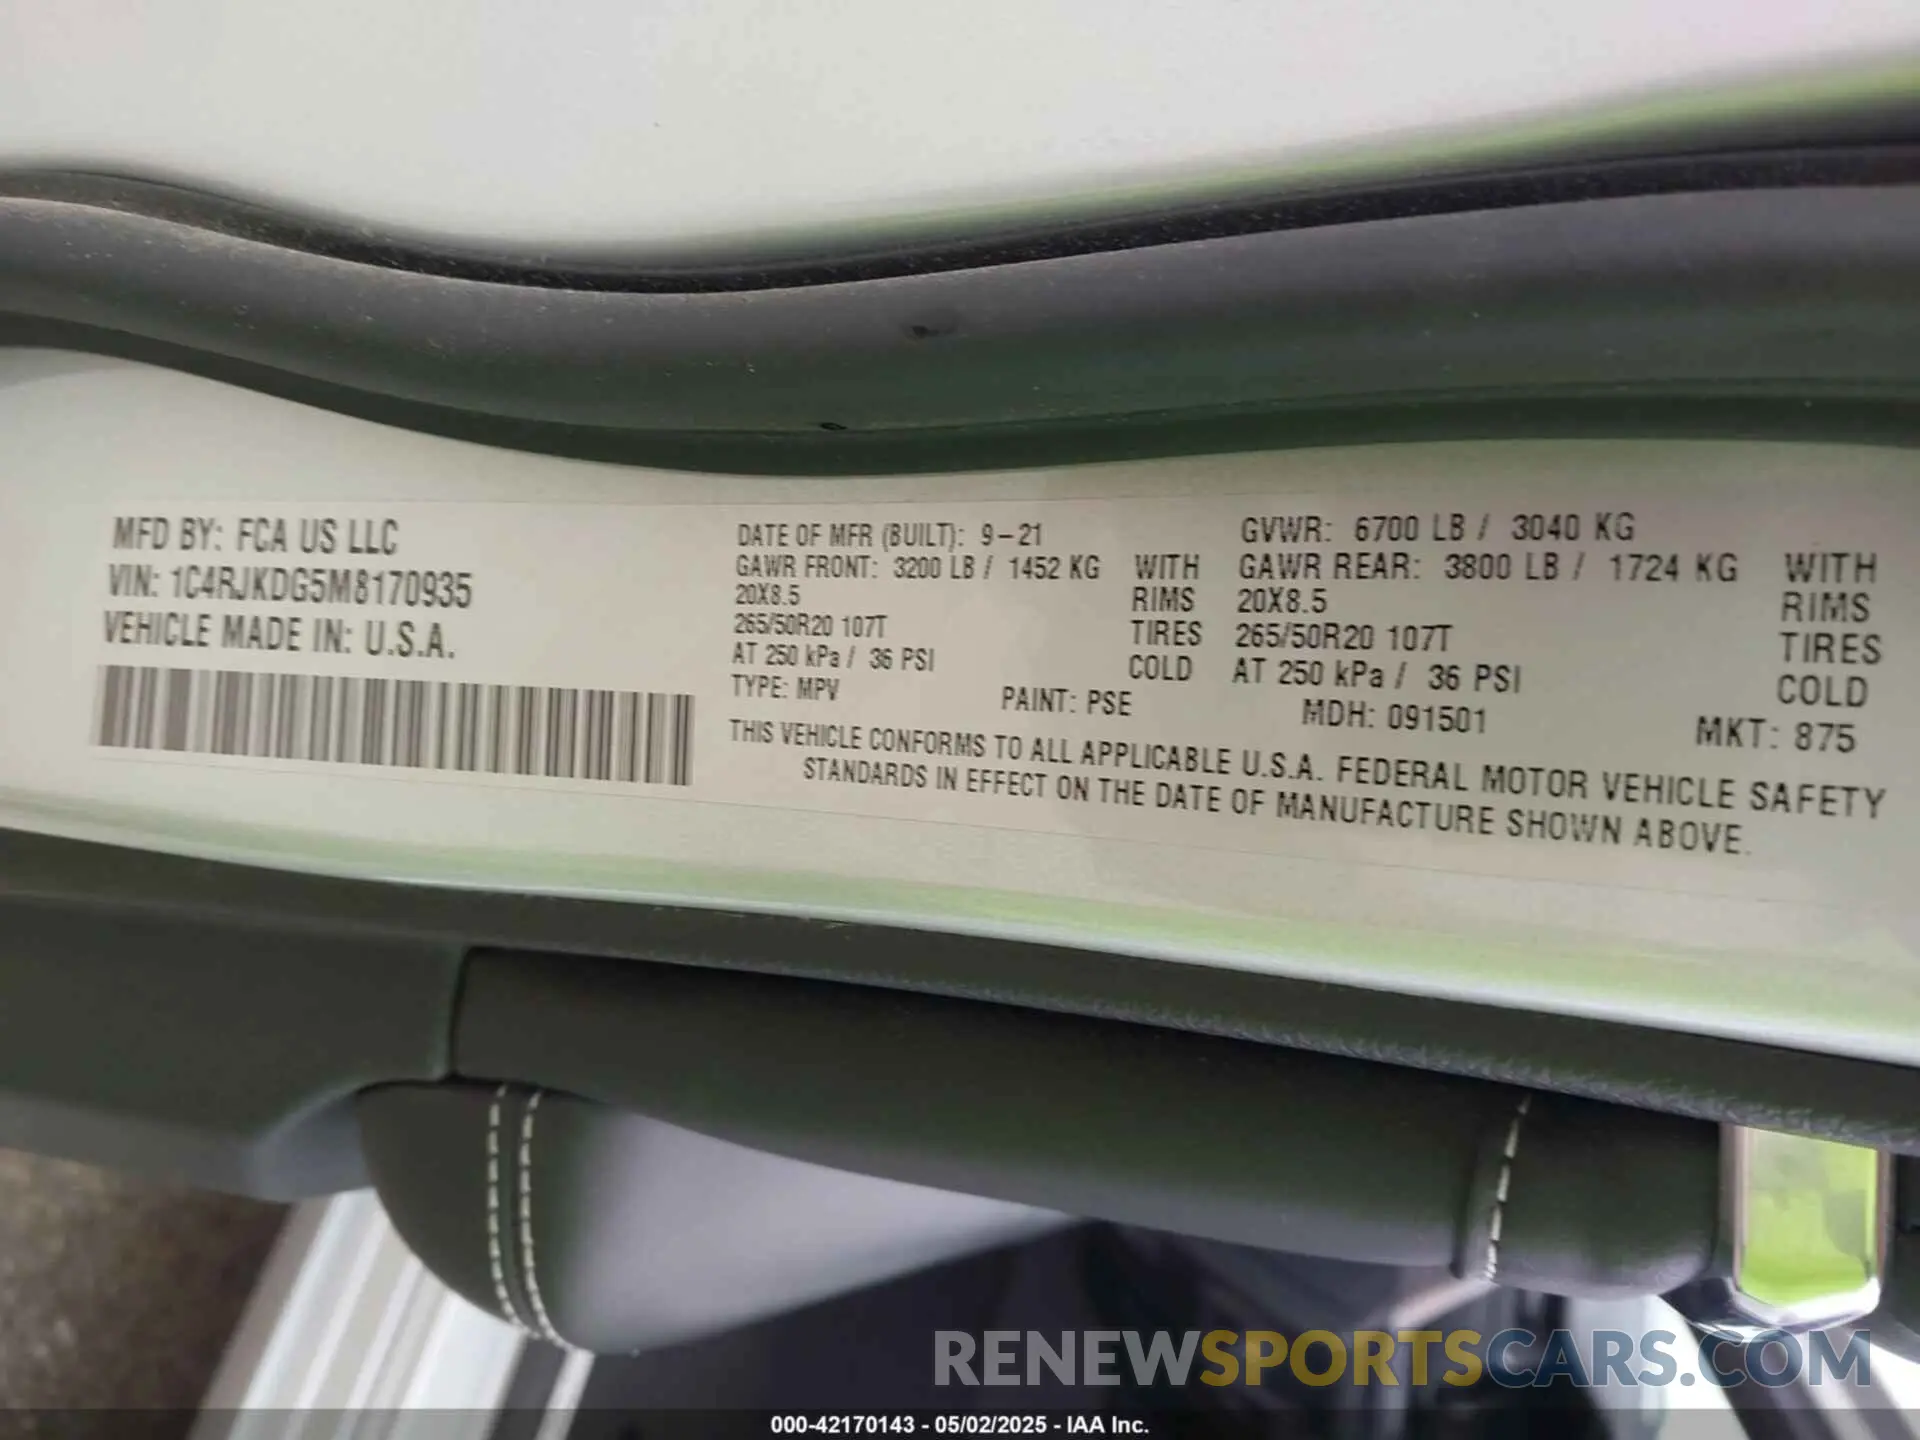 MFD BY: FCA US LLC
VIN: 1C4RJKDG5M8170935
VEHICLE MADE IN: U.S.A.
DATE OF MFR (BUILT): 9-21 GVWR: 6700 LB / 3040 KG
GAWR FRONT: 3200 LB / 1452 KG WITH GAWR REAR: 3800 LB / 1724 KG WITH
20X8.5 RIMS 20X8.5 RIMS
265/50R20 107T TIRES 265/50R20 107T TIRES
AT 250 kPa / 36 PSI COLD AT 250 kPa / 36 PSI COLD
TYPE: MPV PAINT: PSE MDH: 091501 MKT: 875
THIS VEHICLE CONFORMS TO ALL APPLICABLE U.S.A. FEDERAL MOTOR VEHICLE SAFETY
STANDARDS IN EFFECT ON THE DATE OF MANUFACTURE SHOWN ABOVE.
RENEWSPORTSCARS.COM
000-42170143 - 05/02/2025 - IAA Inc.